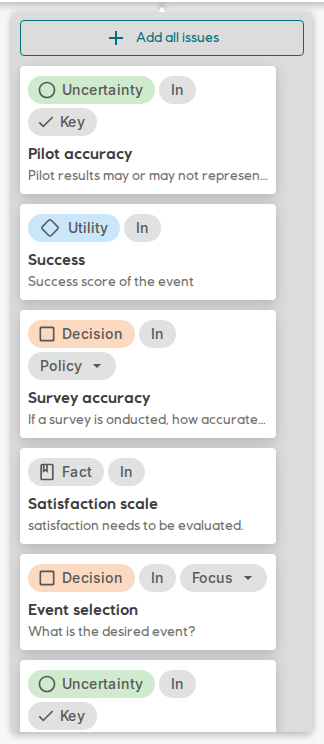 Add all issues
Uncertainty In
Key
Pilot accuracy
Pilot results may or may not represen...
Utility In
Success
Success score of the event
Decision In
Policy
Survey accuracy
If a survey is onducted, how accurate...
Fact In
Satisfaction scale
satisfaction needs to be evaluated.
Decision In Focus
Event selection
What is the desired event?
Uncertainty In
Key